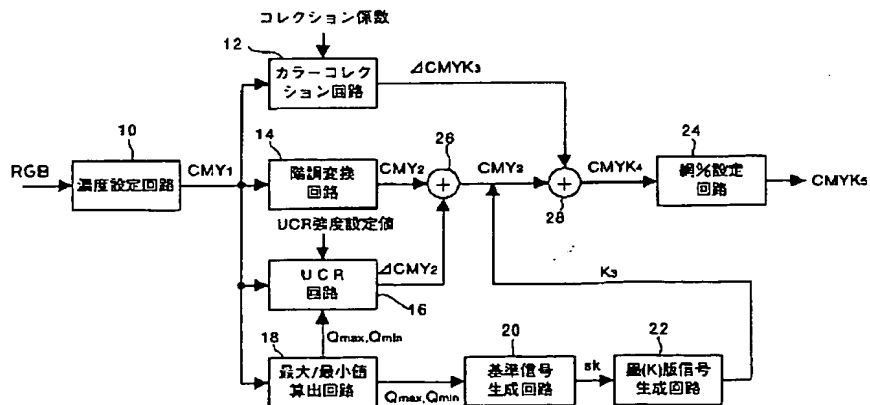 コレクション係数
12
カラーコレ
クション回路
⊿CMYK3
10
RGB
濃度設定回路
CMY1
14
階調変換
回路
CMY2
26
CMY3
28
CMYK4
24
網%設定
回路
CMYK5
UCR強度設定値
UCR
回路
⊿CMY2
16
K3
Qmax,Qmin
18
最大/最小値
算出回路
Qmax,Qmin
20
基準信号
生成回路
sk
22
墨(K)版信号
生成回路